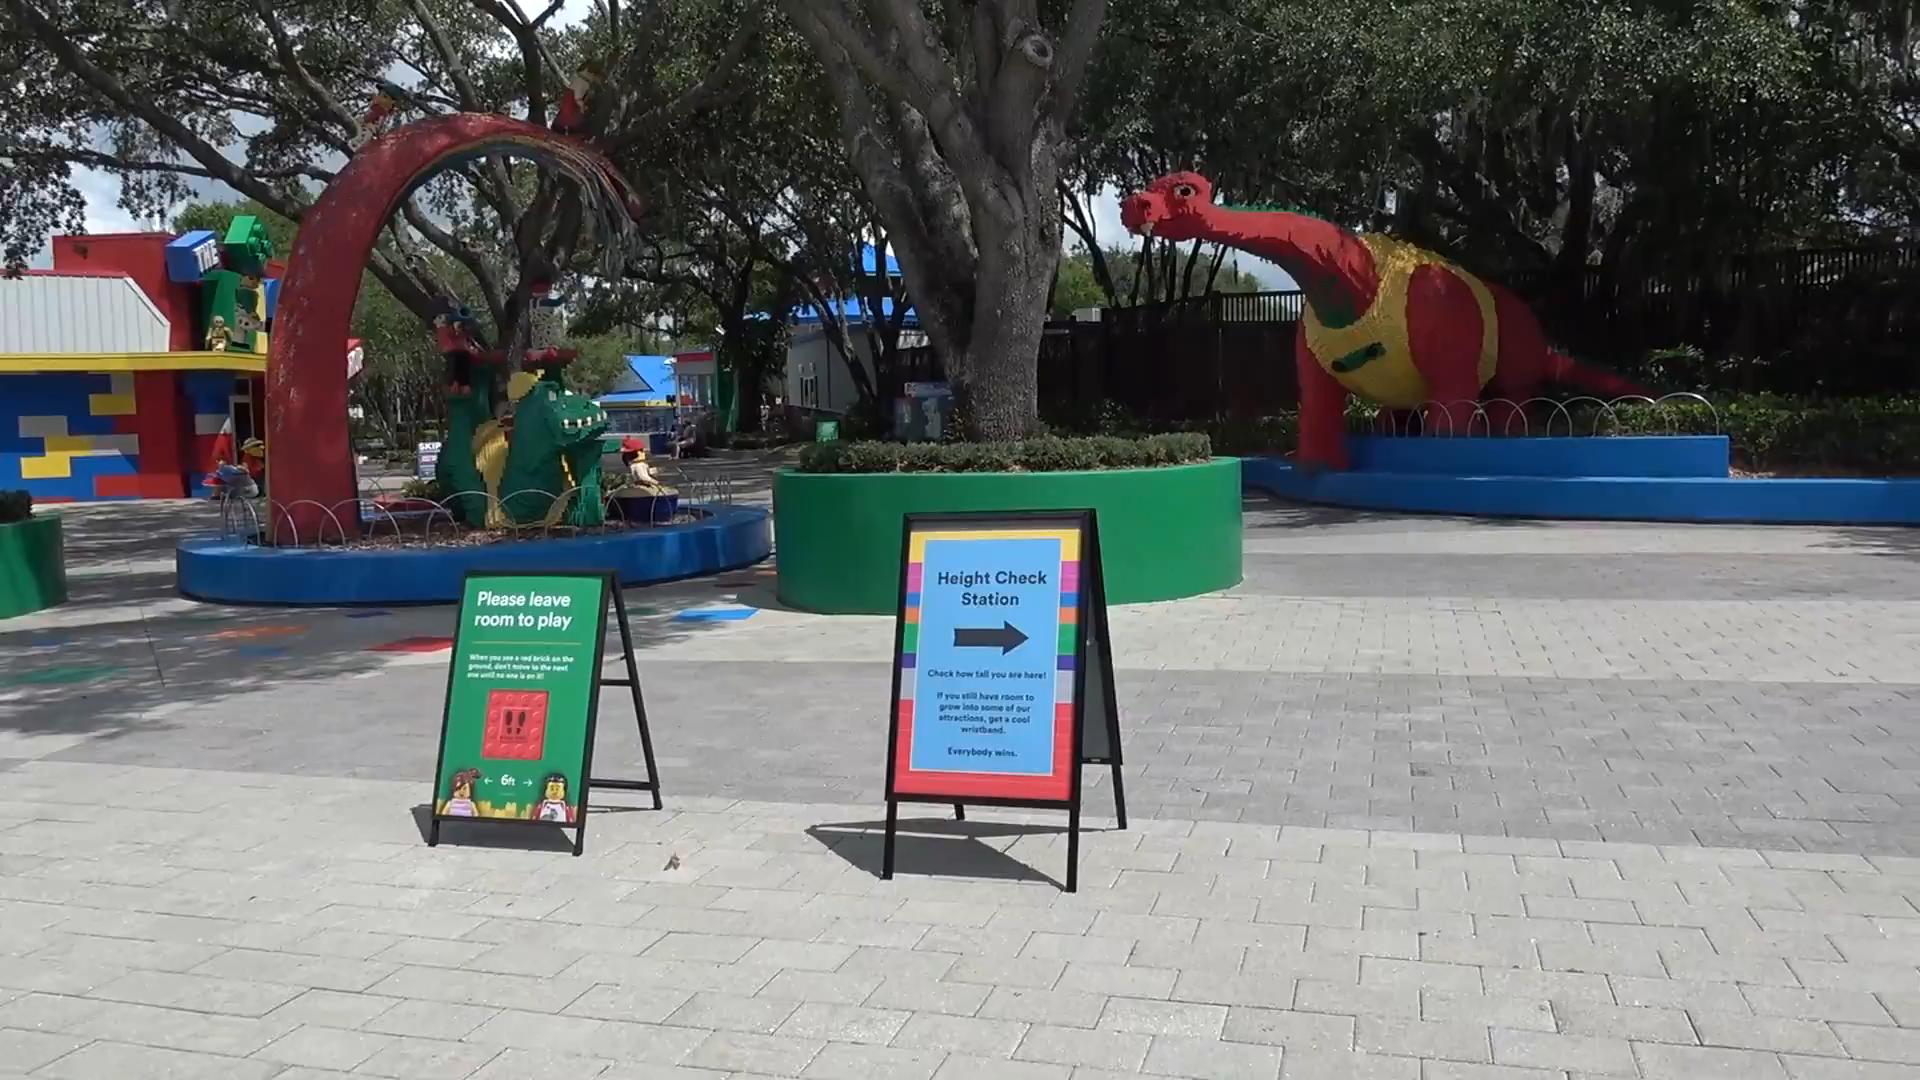 THE
SKIP
Please leave
room to play
When you see a red brick on the
ground, don't move to the next
one until no one is on it!
← 6ft →
Height Check
Station
Check how tall you are here!
If you still have room to
grow into some of our
attractions, get a cool
wristband.
Everybody wins.